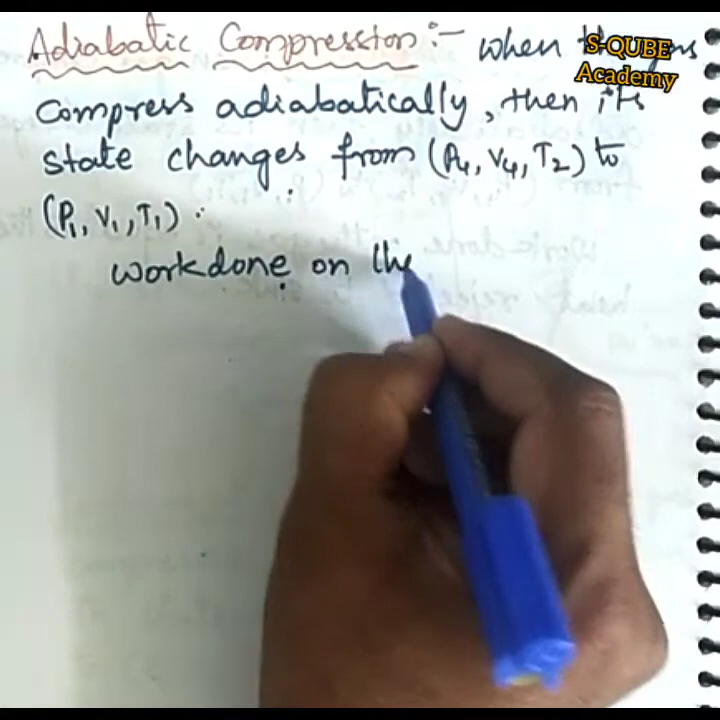 Adiabatic Compression :- when
S-QUBE
Academy
compress adiabatically, then its
state changes from (P4, V4, T2) to
(P1, V1, T1).
workdone on the